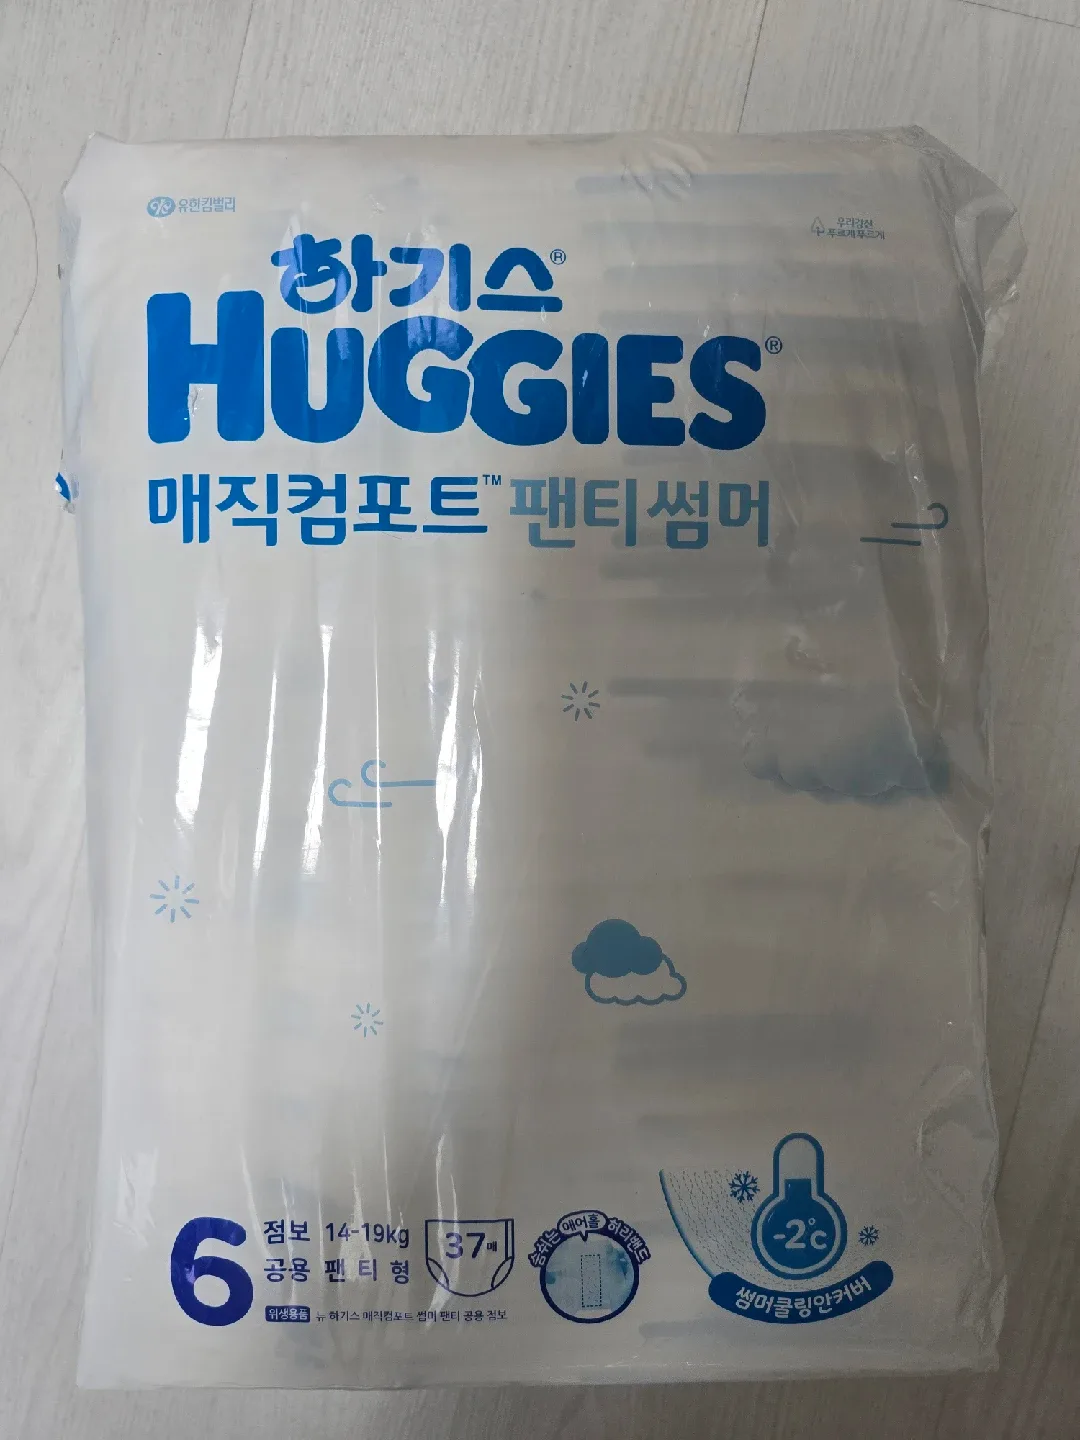 유한킴벌리
우리강산
푸르게 푸르게
하기스®
HUGGIES®
매직컴포트™ 팬티썸머
6
점보 14-19kg
공용 팬티형
37매
위생용품 뉴 하기스 매직컴포트 썸머 팬티 공용 점보
숨쉬는 에어홀 허리밴드
-2℃
썸머쿨링안커버